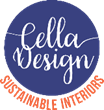 Cella
Design
SUSTAINABLE INTERIORS